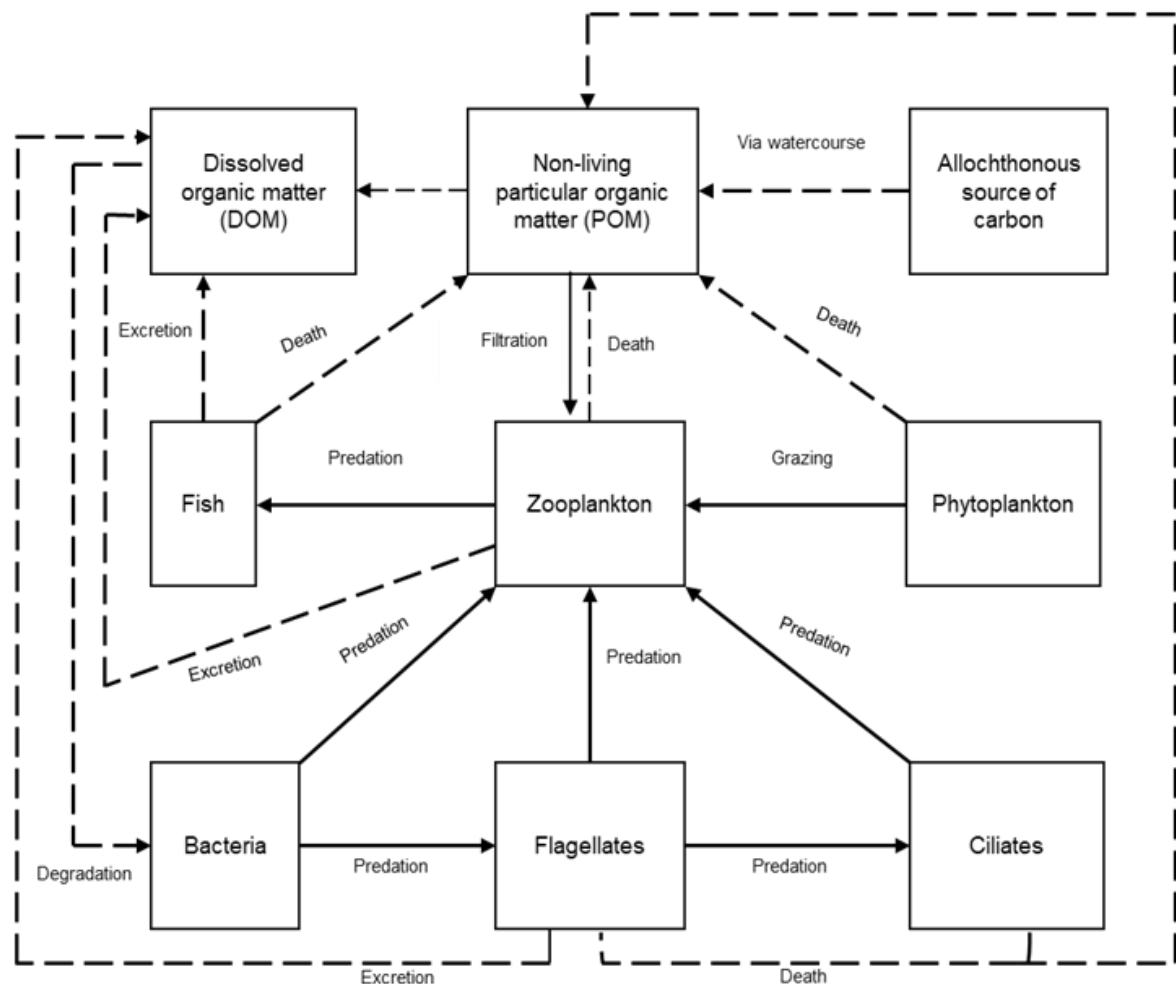 Via watercourse
Dissolved
organic matter
(DOM)
Non-living
particular organic
matter (POM)
Allochthonous
source of
carbon
Excretion
Death
Filtration
Death
Death
Predation
Grazing
Fish
Zooplankton
Phytoplankton
Predation
Predation
Predation
Excretion
Bacteria
Flagellates
Ciliates
Degradation
Predation
Predation
Excretion
Death